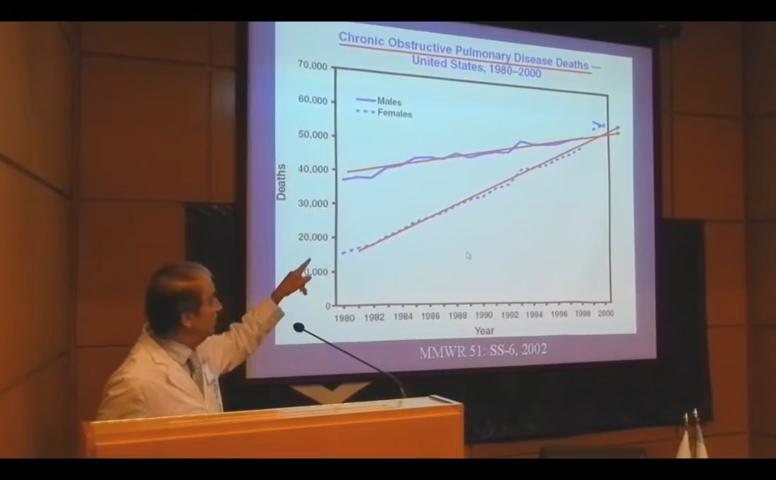 Chronic Obstructive Pulmonary Disease Deaths —
United States, 1980–2000
70,000
60,000
50,000
40,000
30,000
20,000
0
Males
Females
Deaths
1980 1982 1984 1986 1988 1990 1992 1994 1996 1998 2000
Year
MMWR 51: SS-6, 2002